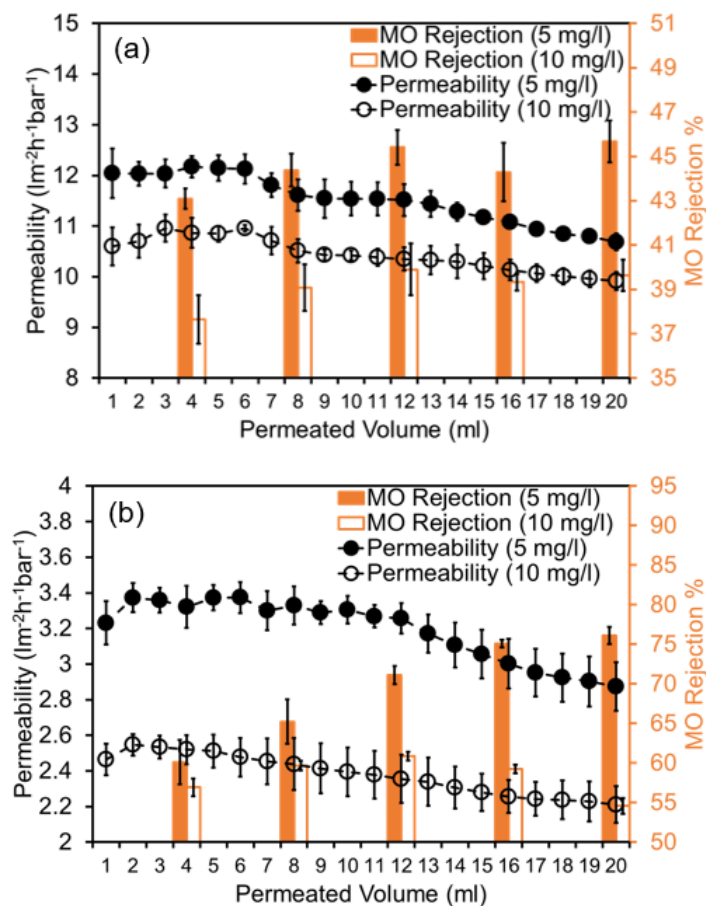 (a)
MO Rejection (5 mg/l)
MO Rejection (10 mg/l)
Permeability (5 mg/l)
Permeability (10 mg/l)
Permeability (lm⁻²h⁻¹bar⁻¹)
15
14
13
12
11
10
9
8
MO Rejection %
51
49
47
45
43
41
39
37
35
1 2 3 4 5 6 7 8 9 10 11 12 13 14 15 16 17 18 19 20
Permeated Volume (ml)
(b)
MO Rejection (5 mg/l)
MO Rejection (10 mg/l)
Permeability (5 mg/l)
Permeability (10 mg/l)
Permeability (lm⁻²h⁻¹bar⁻¹)
4
3.8
3.6
3.4
3.2
3
2.8
2.6
2.4
2.2
2
MO Rejection %
95
90
85
80
75
70
65
60
55
50
1 2 3 4 5 6 7 8 9 10 11 12 13 14 15 16 17 18 19 20
Permeated Volume (ml)